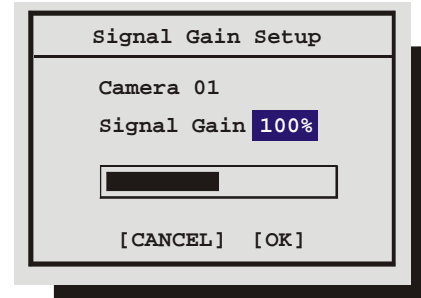 Signal Gain Setup
Camera 01
Signal Gain 100%
[CANCEL] [OK]